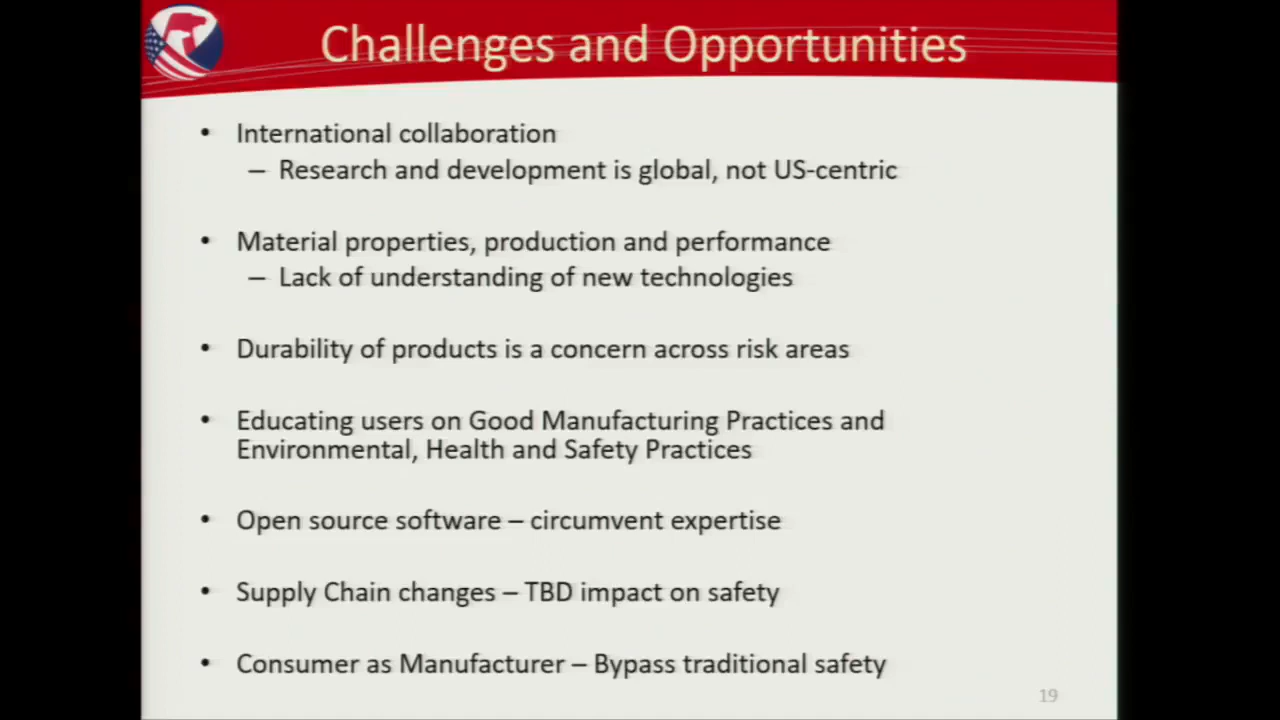 Challenges and Opportunities
• International collaboration
– Research and development is global, not US-centric
• Material properties, production and performance
– Lack of understanding of new technologies
• Durability of products is a concern across risk areas
• Educating users on Good Manufacturing Practices and
Environmental, Health and Safety Practices
• Open source software – circumvent expertise
• Supply Chain changes – TBD impact on safety
• Consumer as Manufacturer – Bypass traditional safety
19